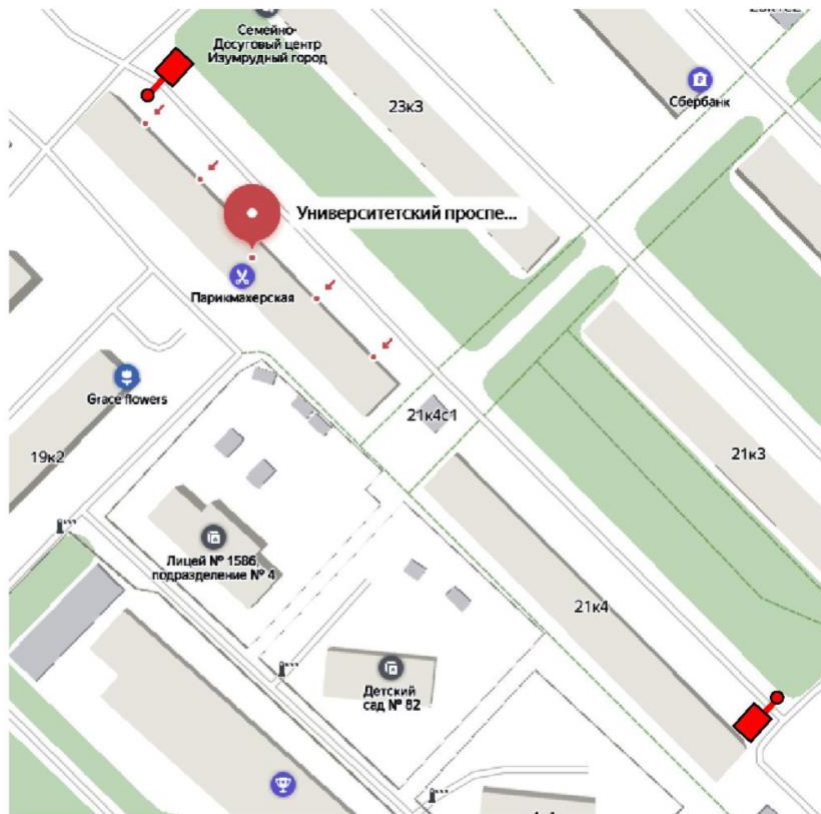 Семейно-
Досуговый центр
Изумрудный город
23к3
Сбербанк
Университетский проспе...
Парикмахерская
Grace flowers
21к4с1
19к2
21к3
Лицей № 1586,
подразделение № 4
21к4
Детский
сад № 82